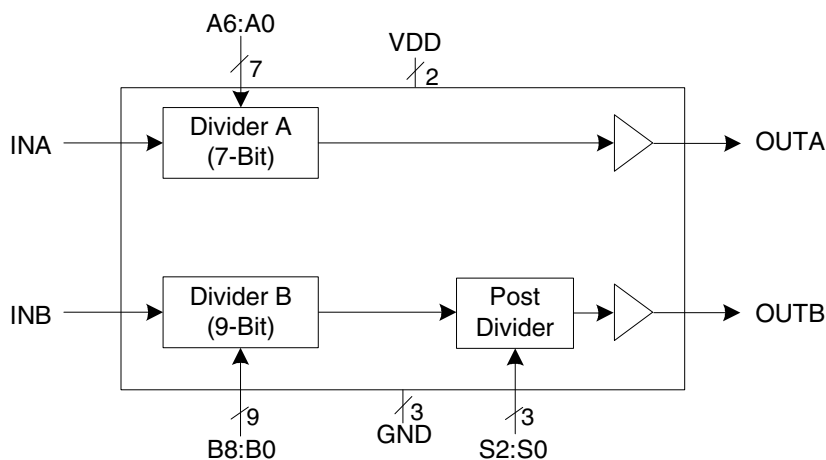 A6:A0
7
VDD
2
INA
Divider A
(7-Bit)
OUTA
INB
Divider B
(9-Bit)
Post
Divider
OUTB
9
B8:B0
3
GND
3
S2:S0